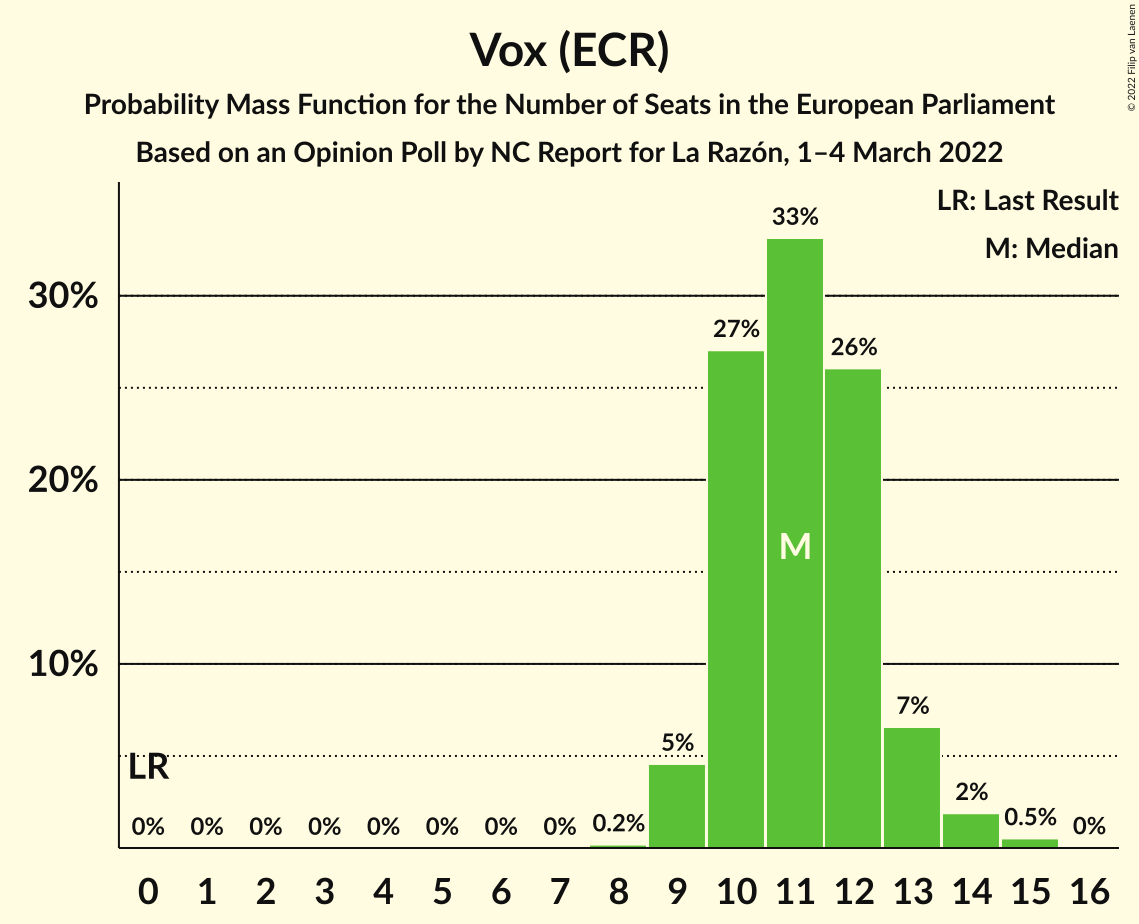 Vox (ECR)
Probability Mass Function for the Number of Seats in the European Parliament
Based on an Opinion Poll by NC Report for La Razón, 1–4 March 2022
© 2022 Filip van Laenen
LR: Last Result
M: Median
30%
20%
10%
LR
0% 0% 0% 0% 0% 0% 0% 0% 0.2% 5% 27% 33% 26% 7% 2% 0.5% 0%
M
0 1 2 3 4 5 6 7 8 9 10 11 12 13 14 15 16